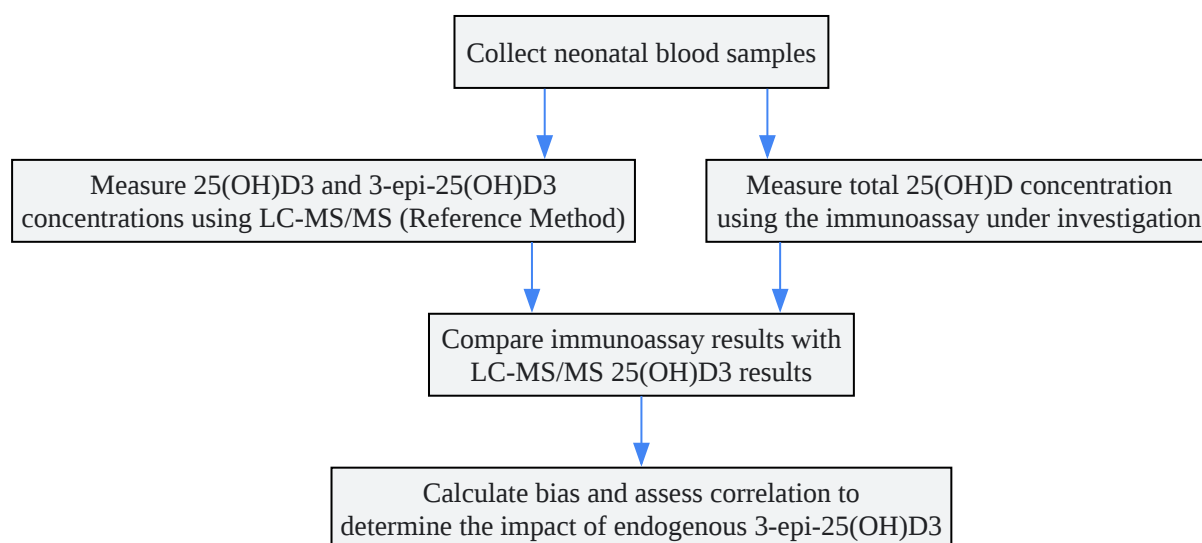 Collect neonatal blood samples
Measure 25(OH)D3 and 3-epi-25(OH)D3
concentrations using LC-MS/MS (Reference Method)
Measure total 25(OH)D concentration
using the immunoassay under investigation
Compare immunoassay results with
LC-MS/MS 25(OH)D3 results
Calculate bias and assess correlation to
determine the impact of endogenous 3-epi-25(OH)D3